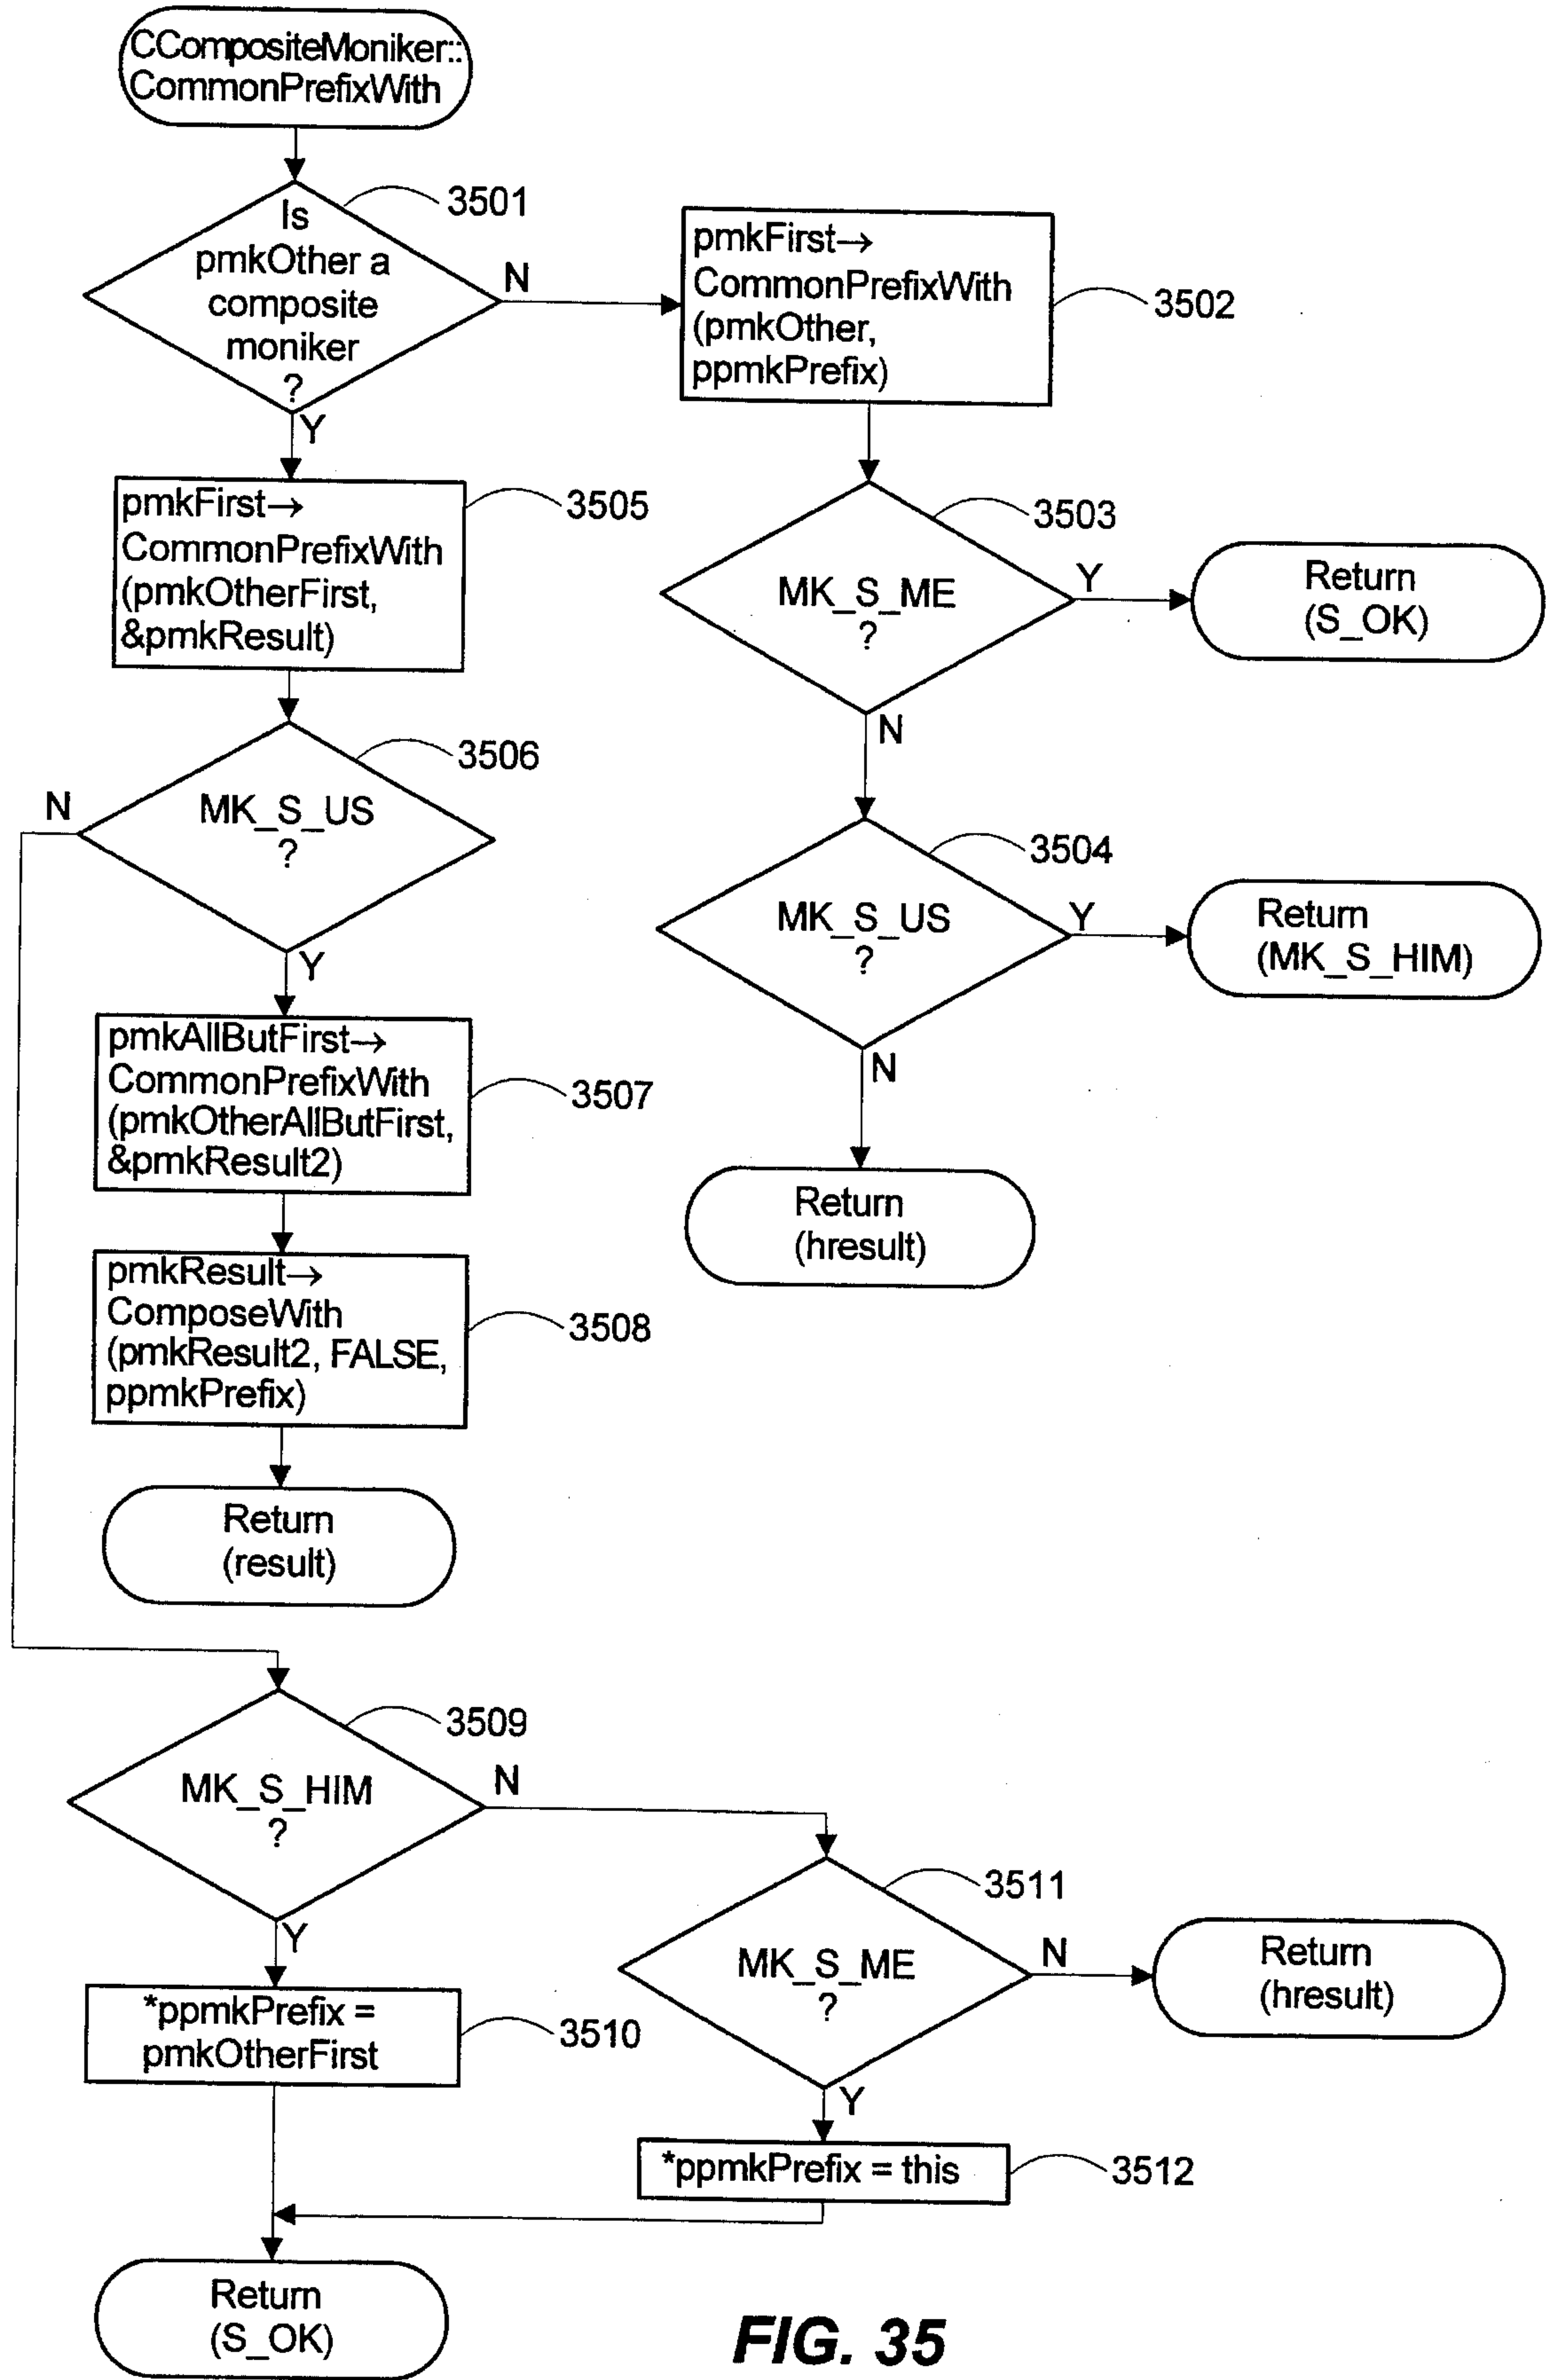 CCompositeMoniker::
CommonPrefixWith
3501
Is
pmkOther a
composite
moniker
?
N
Y
pmkFirst→
CommonPrefixWith
(pmkOther,
ppmkPrefix)
3502
3503
MK_S_ME
?
Y
Return
(S_OK)
N
3504
MK_S_US
?
Y
Return
(MK_S_HIM)
N
Return
(hresult)
pmkFirst→
CommonPrefixWith
(pmkOtherFirst,
&pmkResult)
3505
3506
MK_S_US
?
N
Y
pmkAllButFirst→
CommonPrefixWith
(pmkOtherAllButFirst,
&pmkResult2)
3507
pmkResult→
ComposeWith
(pmkResult2, FALSE,
ppmkPrefix)
3508
Return
(result)
3509
MK_S_HIM
?
N
Y
*ppmkPrefix =
pmkOtherFirst
3510
3511
MK_S_ME
?
N
Return
(hresult)
Y
*ppmkPrefix = this
3512
Return
(S_OK)
FIG. 35